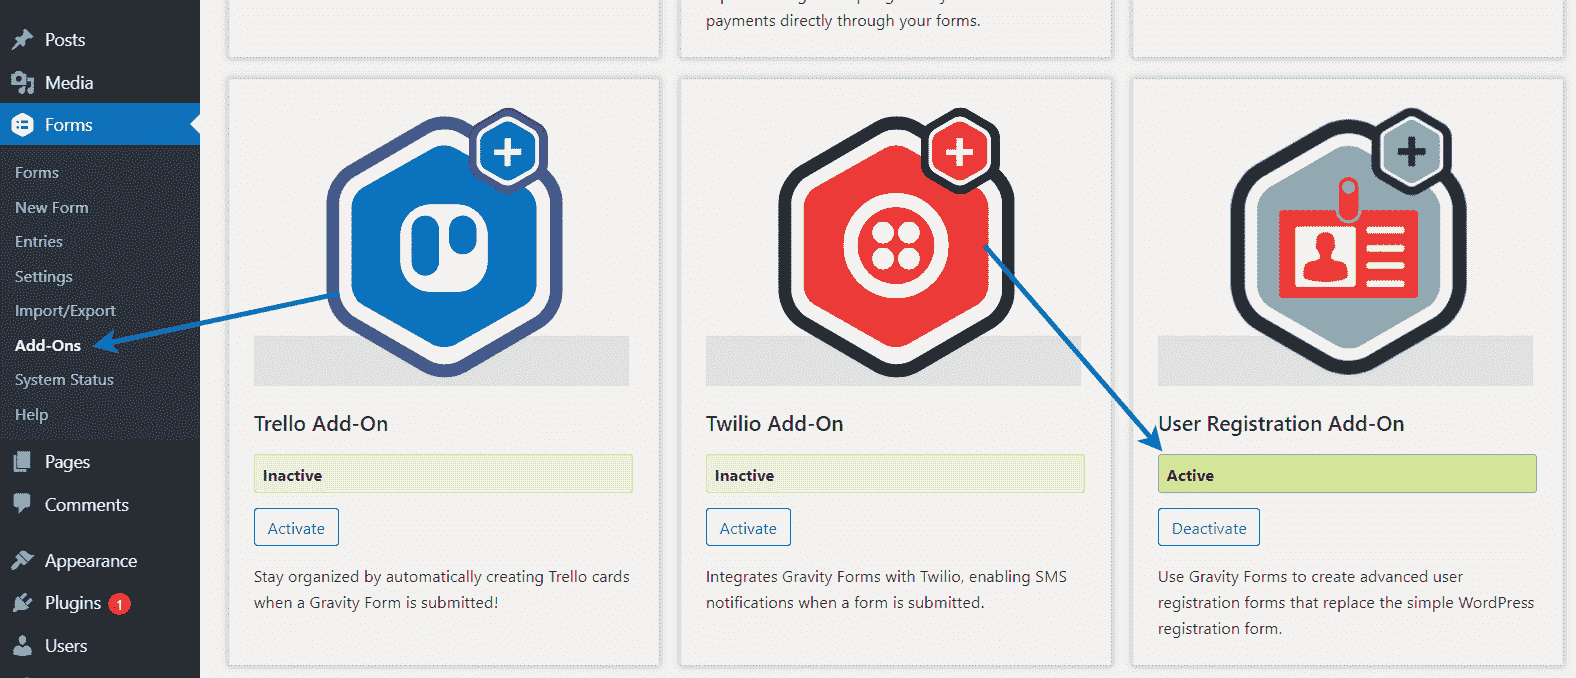 Posts
Media
Forms
Forms
New Form
Entries
Settings
Import/Export
Add-Ons
System Status
Help
Pages
Comments
Appearance
Plugins 1
Users
payments directly through your forms.
Trello Add-On
Inactive
Activate
Stay organized by automatically creating Trello cards
when a Gravity Form is submitted!
Twilio Add-On
Inactive
Activate
Integrates Gravity Forms with Twilio, enabling SMS
notifications when a form is submitted.
User Registration Add-On
Active
Deactivate
Use Gravity Forms to create advanced user
registration forms that replace the simple WordPress
registration form.